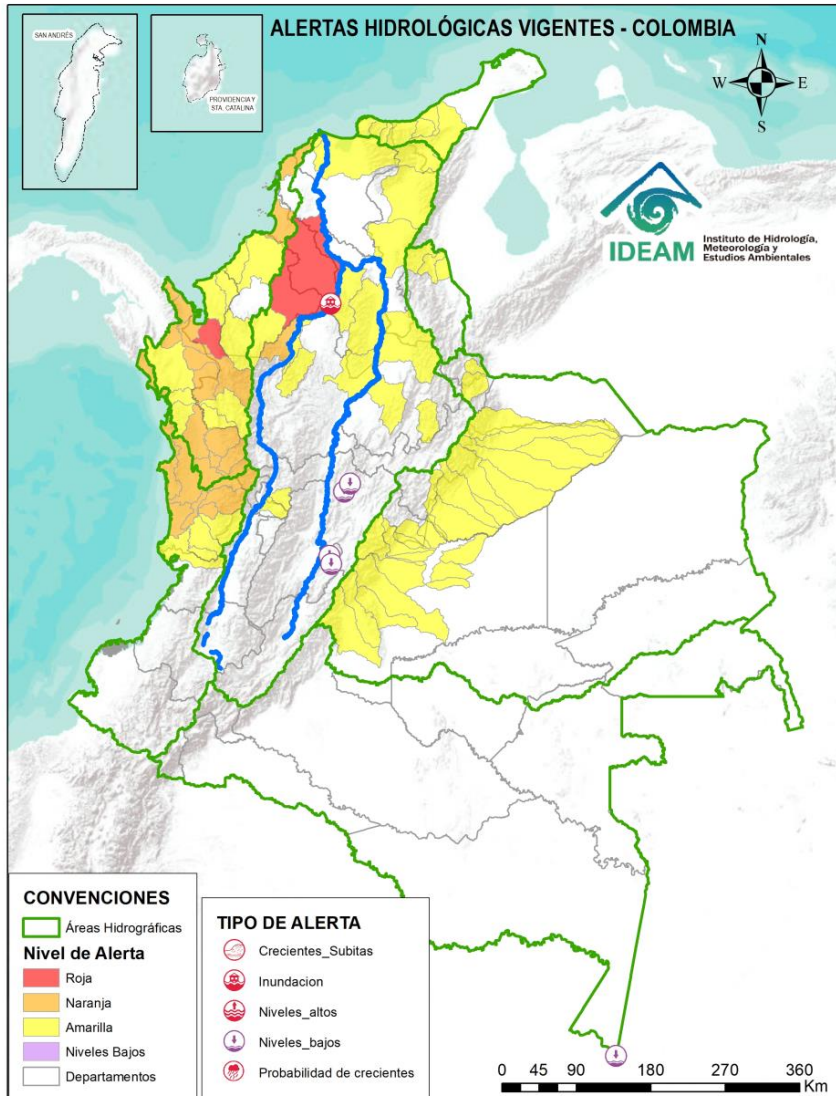 ALERTAS HIDROLÓGICAS VIGENTES - COLOMBIA
SAN ANDRÉS
PROVIDENCIA Y
STA. CATALINA
N
W
E
S
IDEAM
Instituto de Hidrología,
Meteorología y
Estudios Ambientales
CONVENCIONES
Áreas Hidrográficas
Nivel de Alerta
Roja
Naranja
Amarilla
Niveles Bajos
Departamentos
TIPO DE ALERTA
Crecientes_Subitas
Inundacion
Niveles_altos
Niveles_bajos
Probabilidad de crecientes
0 45 90 180 270 360
Km